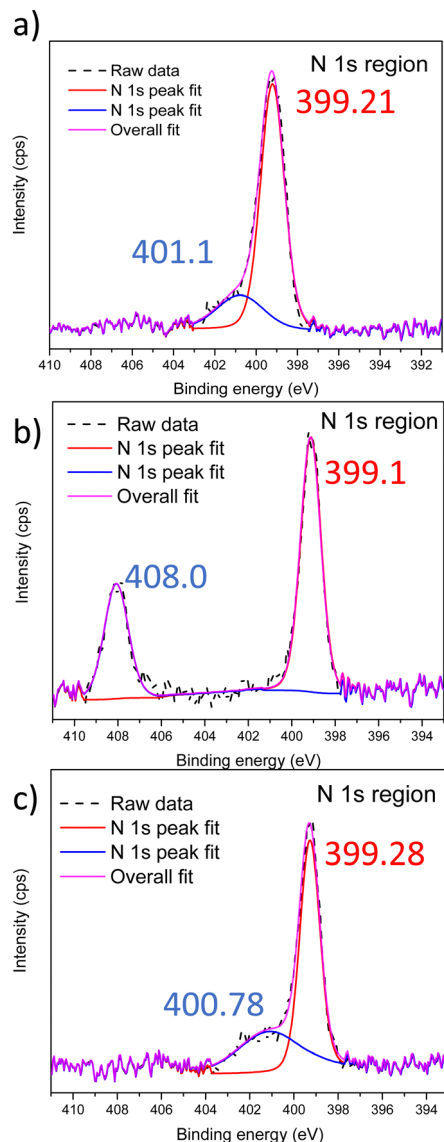 a)
N 1s region
Raw data
N 1s peak fit
N 1s peak fit
Overall fit
399.21
401.1
Intensity (cps)
410 408 406 404 402 400 398 396 394 392
Binding energy (eV)
b)
N 1s region
Raw data
N 1s peak fit
N 1s peak fit
Overall fit
399.1
408.0
Intensity (cps)
410 408 406 404 402 400 398 396 394
Binding energy (eV)
c)
N 1s region
Raw data
N 1s peak fit
N 1s peak fit
Overall fit
399.28
400.78
Intensity (cps)
410 408 406 404 402 400 398 396 394
Binding energy (eV)